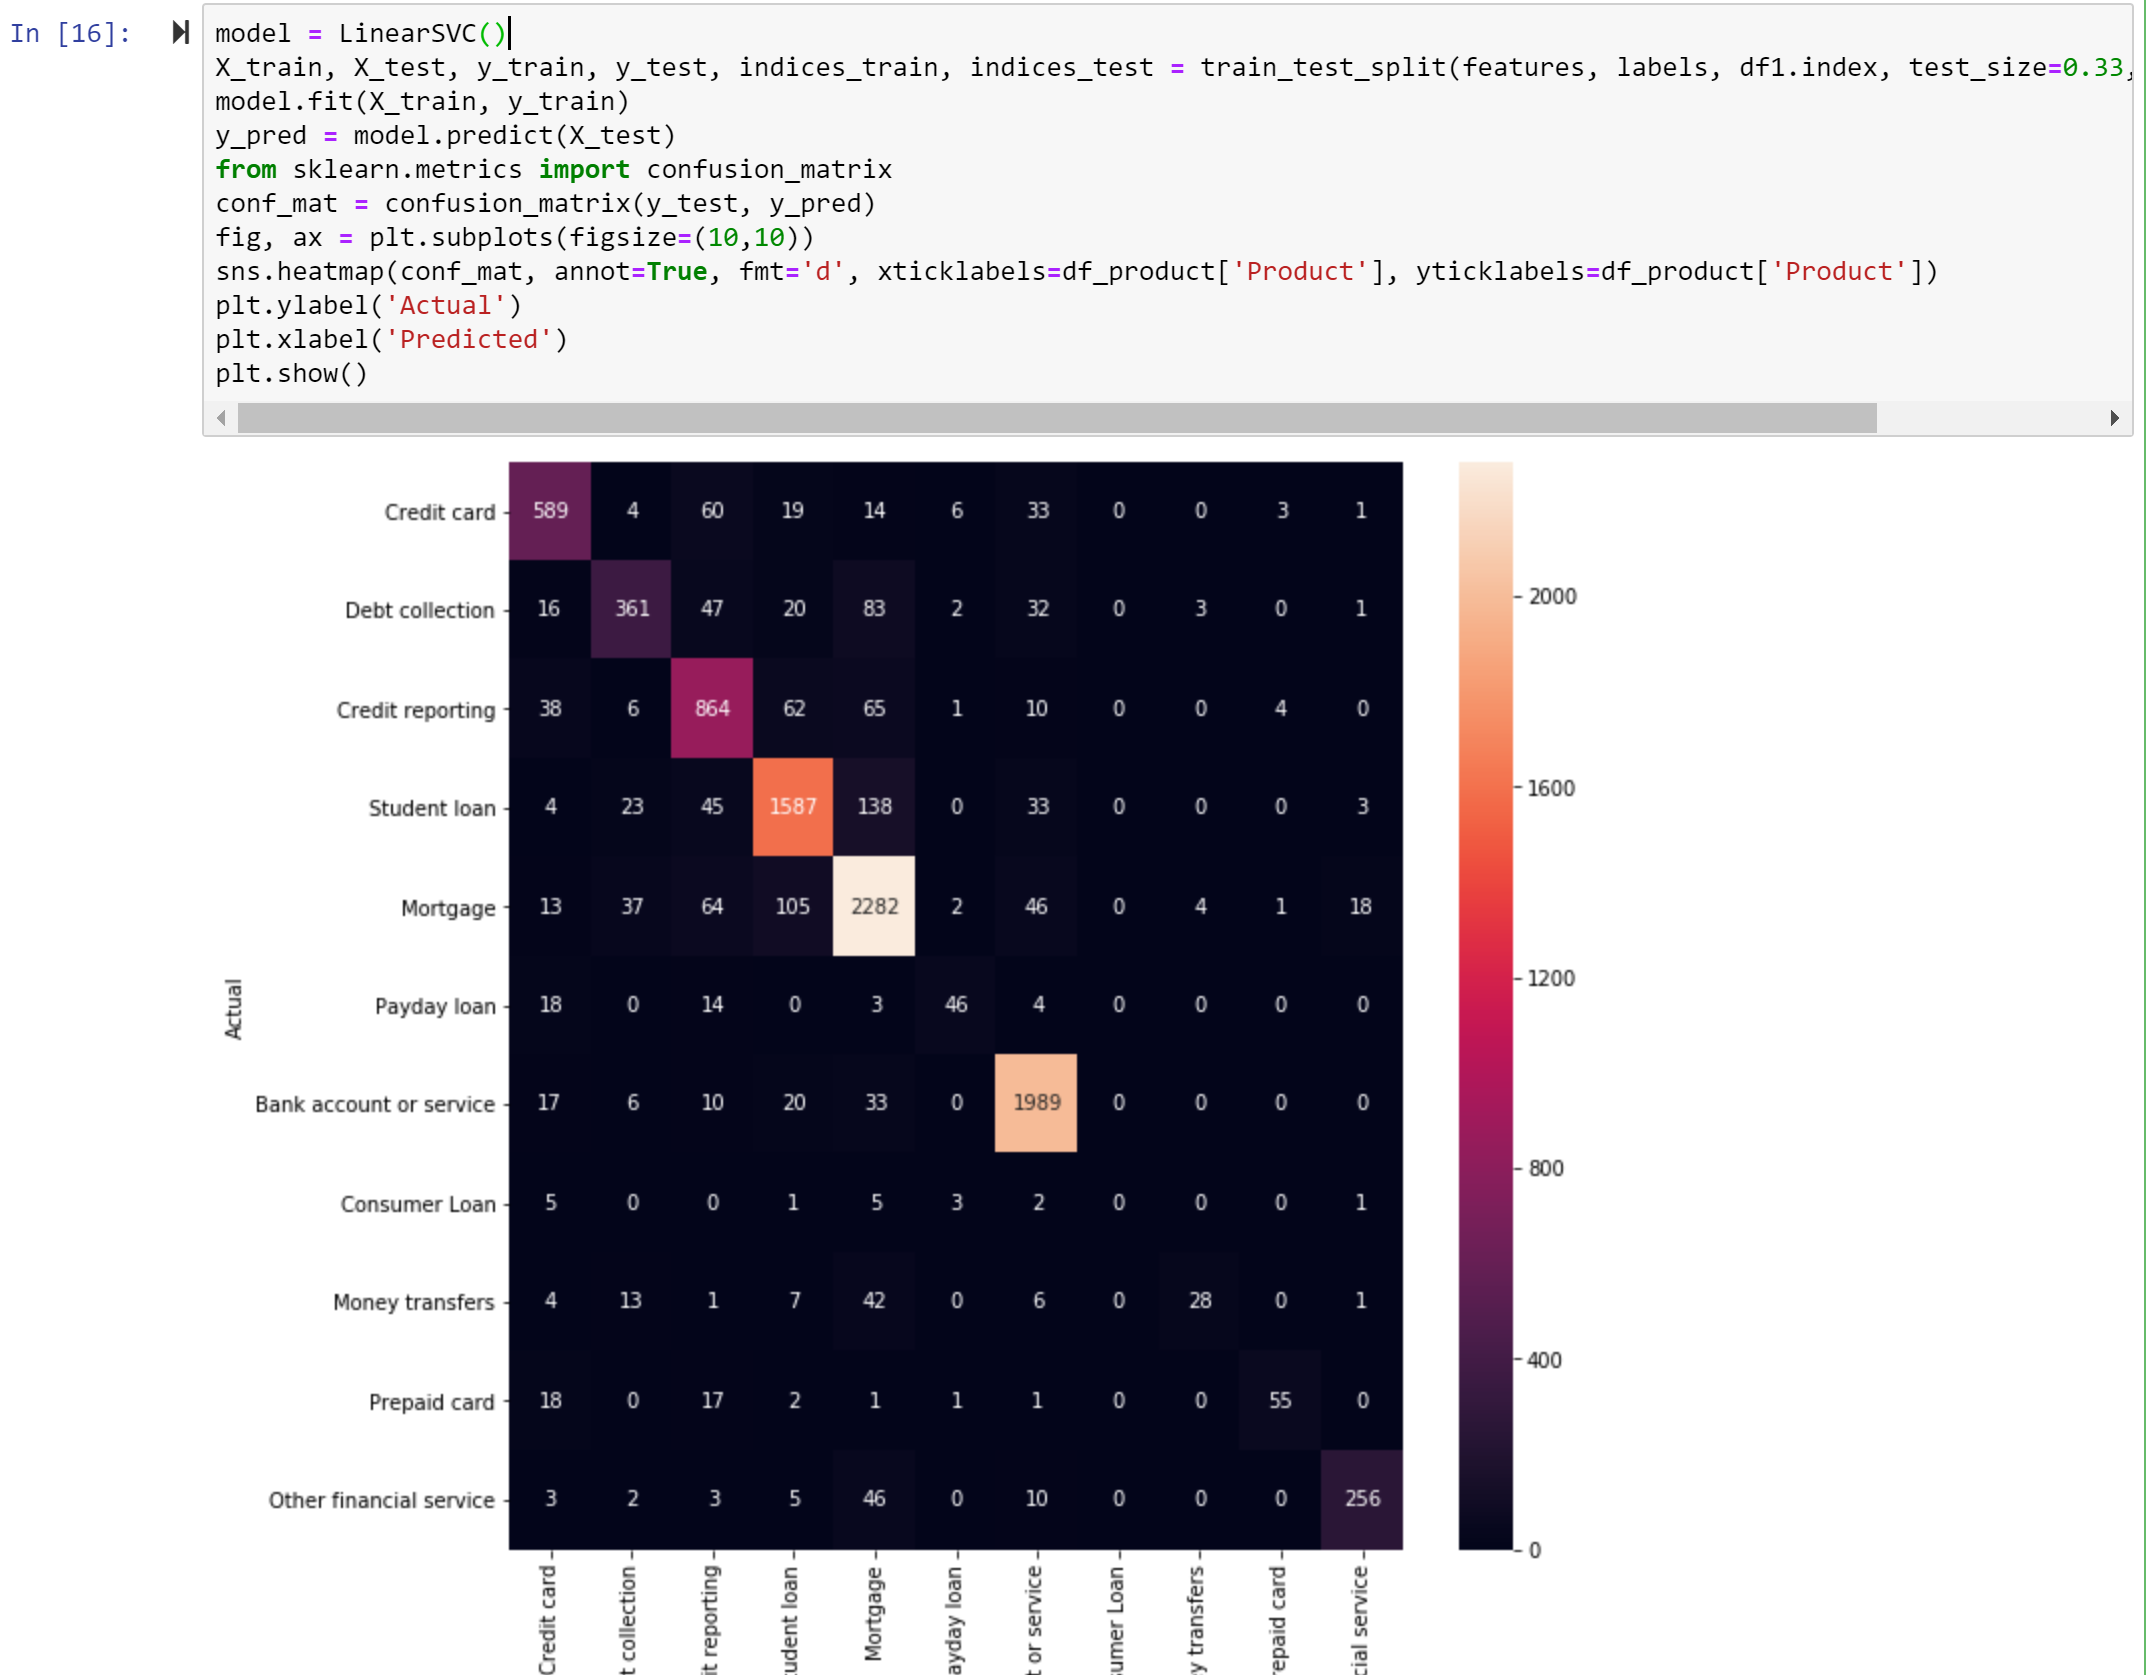 In [16]:
model = LinearSVC()
X_train, X_test, y_train, y_test, indices_train, indices_test = train_test_split(features, labels, df1.index, test_size=0.33,
model.fit(X_train, y_train)
y_pred = model.predict(X_test)
from sklearn.metrics import confusion_matrix
conf_mat = confusion_matrix(y_test, y_pred)
fig, ax = plt.subplots(figsize=(10,10))
sns.heatmap(conf_mat, annot=True, fmt='d', xticklabels=df_product['Product'], yticklabels=df_product['Product'])
plt.ylabel('Actual')
plt.xlabel('Predicted')
plt.show()
Actual
Credit card 589 4 60 19 14 6 33 0 0 3 1
Debt collection 16 361 47 20 83 2 32 0 3 0 1
Credit reporting 38 6 864 62 65 1 10 0 0 4 0
Student loan 4 23 45 1587 138 0 33 0 0 0 3
Mortgage 13 37 64 105 2282 2 46 0 4 1 18
Payday loan 18 0 14 0 3 46 4 0 0 0 0
Bank account or service 17 6 10 20 33 0 1989 0 0 0 0
Consumer Loan 5 0 0 1 5 3 2 0 0 0 1
Money transfers 4 13 1 7 42 0 6 0 28 0 1
Prepaid card 18 0 17 2 1 1 1 0 0 55 0
Other financial service 3 2 3 5 46 0 10 0 0 0 256
2000
1600
1200
800
400
0
Credit card
t collection
it reporting
tudent loan
Mortgage
ayday loan
t or service
umer Loan
y transfers
repaid card
cial service